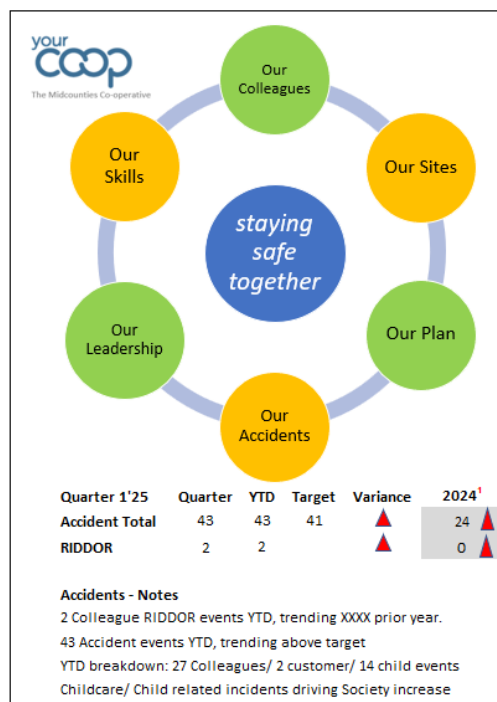 your
coop
The Midcounties Co-operative
Our
Colleagues
Our
Skills
Our Sites
staying
safe
together
Our
Leadership
Our Plan
Our
Accidents
Quarter 1'25 Quarter YTD Target Variance 2024¹
Accident Total 43 43 41 24
RIDDOR 2 2 0
Accidents - Notes
2 Colleague RIDDOR events YTD, trending XXXX prior year.
43 Accident events YTD, trending above target
YTD breakdown: 27 Colleagues/ 2 customer/ 14 child events
Childcare/ Child related incidents driving Society increase